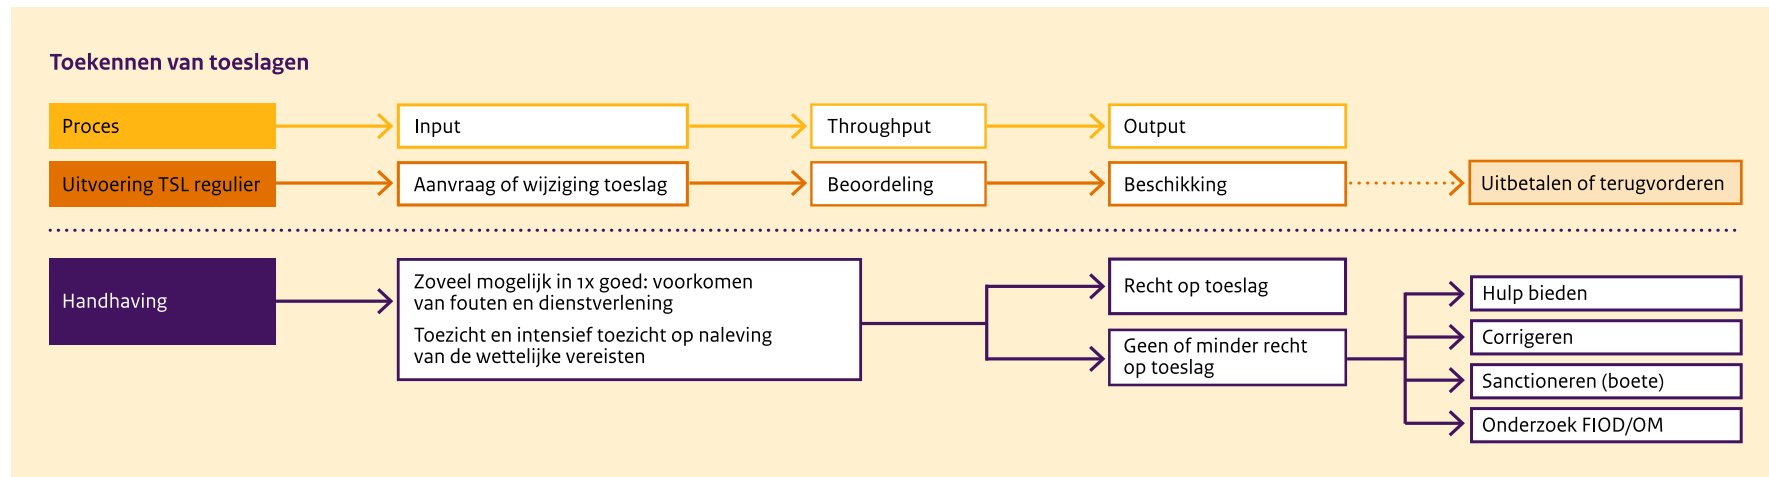 Toekennen van toeslagen
Proces
Input
Throughput
Output
Uitvoering TSL regulier
Aanvraag of wijziging toeslag
Beoordeling
Beschikking
Uitbetalen of terugvorderen
Handhaving
Zoveel mogelijk in 1x goed: voorkomen
van fouten en dienstverlening
Toezicht en intensief toezicht op naleving
van de wettelijke vereisten
Recht op toeslag
Geen of minder recht
op toeslag
Hulp bieden
Corrigeren
Sanctioneren (boete)
Onderzoek FIOD/OM